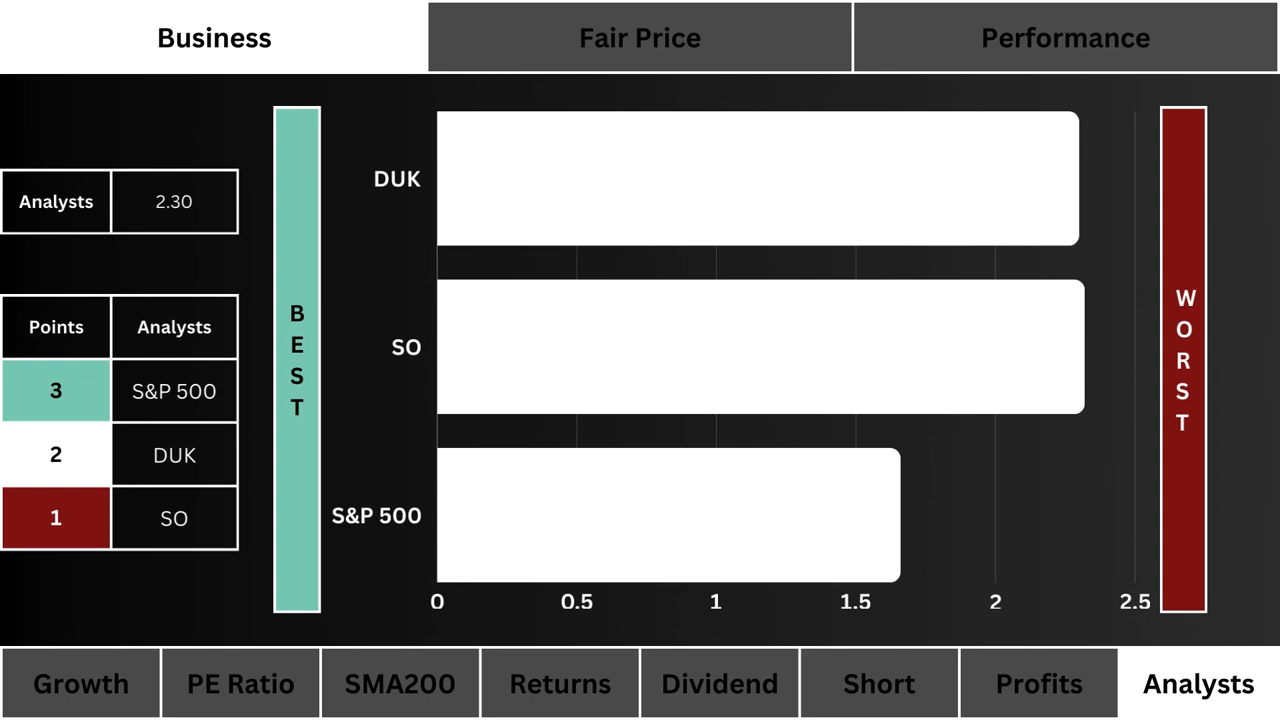 Business Fair Price Performance
Analysts 2.30
Points Analysts
3 S&P 500
2 DUK
1 SO
B
E
S
T
DUK
SO
S&P 500
0 0.5 1 1.5 2 2.5
W
O
R
S
T
Growth PE Ratio SMA200 Returns Dividend Short Profits Analysts